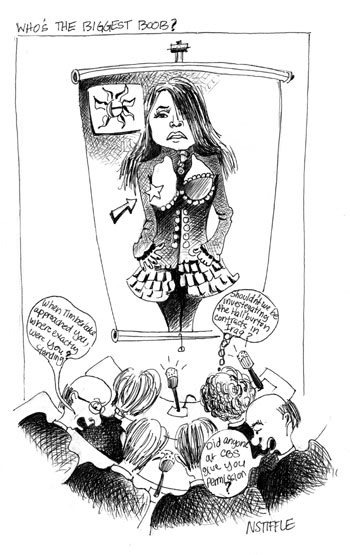 WHO'S THE BIGGEST BOOB?
When Timberlake
approached you,
where exactly
were you
standing?
Shouldn't we be
investigating
the Halliburton
contracts in
Iraq?
Did anyone
at CBS
give you
permission
?
NSTIFFLE